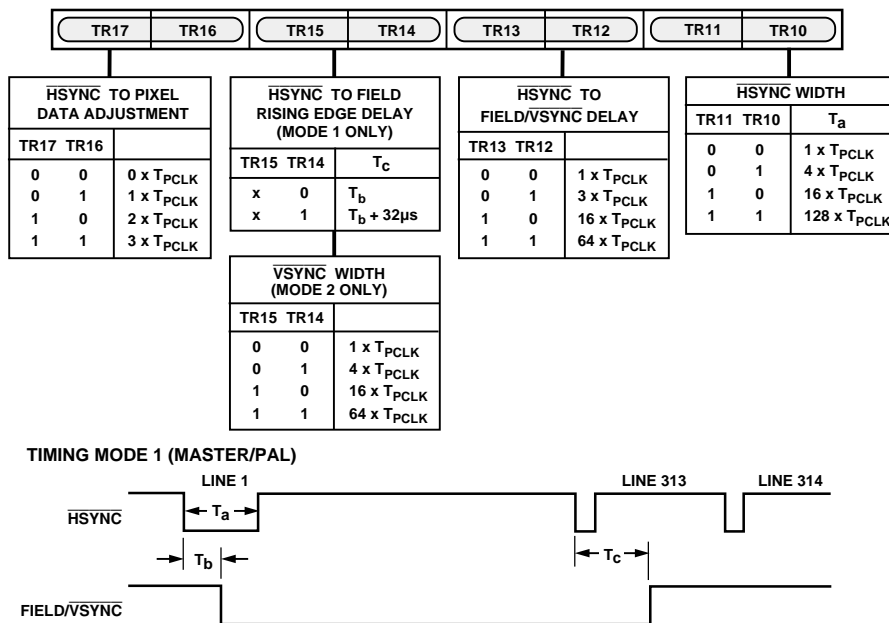 TR17 TR16 TR15 TR14 TR13 TR12 TR11 TR10
HSYNC TO PIXEL
DATA ADJUSTMENT
TR17 TR16
0 0 0 x TPCLK
0 1 1 x TPCLK
1 0 2 x TPCLK
1 1 3 x TPCLK
HSYNC TO FIELD
RISING EDGE DELAY
(MODE 1 ONLY)
TR15 TR14 Tc
x 0 Tb
x 1 Tb + 32µs
VSYNC WIDTH
(MODE 2 ONLY)
TR15 TR14
0 0 1 x TPCLK
0 1 4 x TPCLK
1 0 16 x TPCLK
1 1 64 x TPCLK
HSYNC TO
FIELD/VSYNC DELAY
TR13 TR12
0 0 1 x TPCLK
0 1 3 x TPCLK
1 0 16 x TPCLK
1 1 64 x TPCLK
HSYNC WIDTH
TR11 TR10 Ta
0 0 1 x TPCLK
0 1 4 x TPCLK
1 0 16 x TPCLK
1 1 128 x TPCLK
TIMING MODE 1 (MASTER/PAL)
LINE 1 LINE 313 LINE 314
HSYNC
Ta
Tb
Tc
FIELD/VSYNC